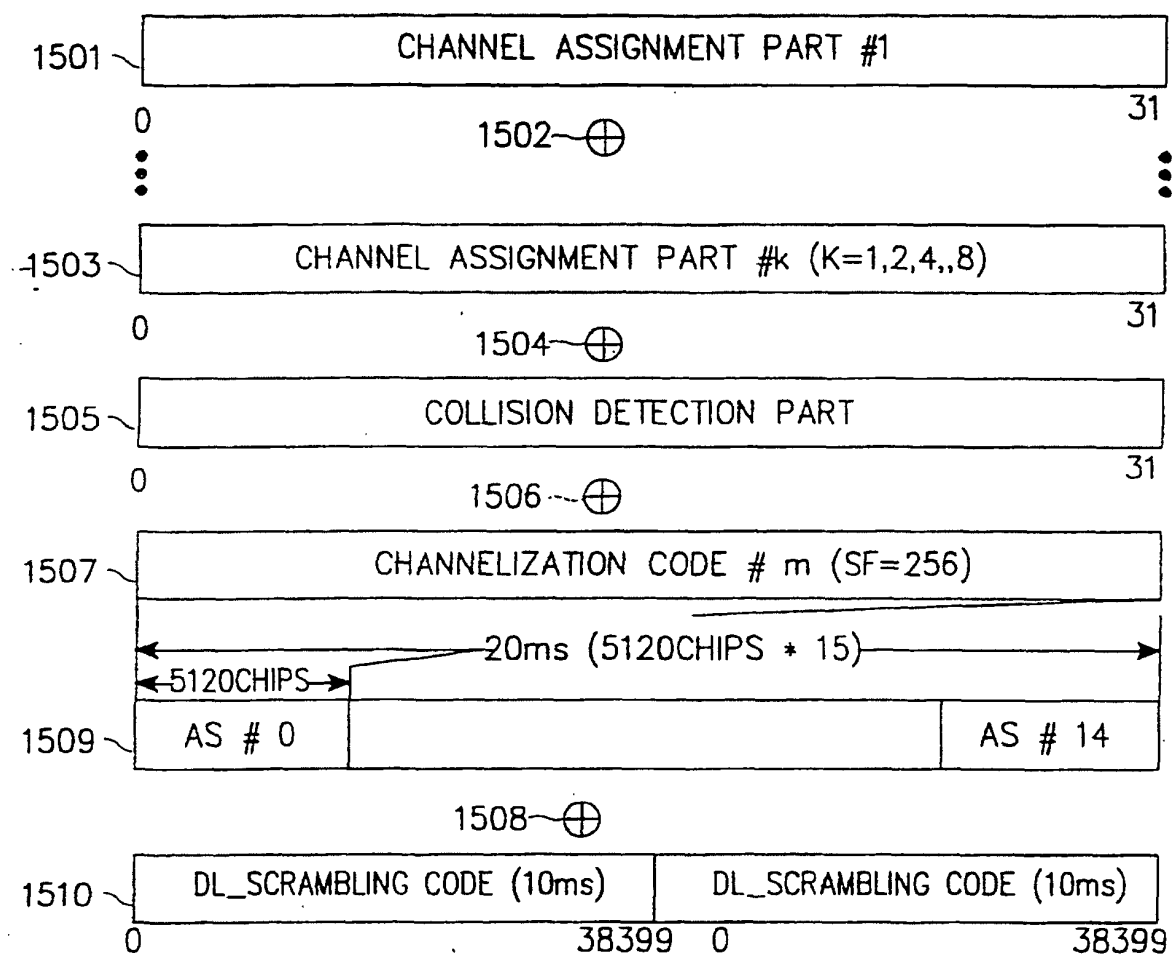 1501 CHANNEL ASSIGNMENT PART #1
0 31
1502
1503 CHANNEL ASSIGNMENT PART #k (K=1,2,4,,8)
0 31
1504
1505 COLLISION DETECTION PART
0 31
1506
1507 CHANNELIZATION CODE # m (SF=256)
20ms (5120CHIPS * 15)
5120CHIPS
1509 AS # 0 AS # 14
1508
1510 DL_SCRAMBLING CODE (10ms) DL_SCRAMBLING CODE (10ms)
0 38399 0 38399